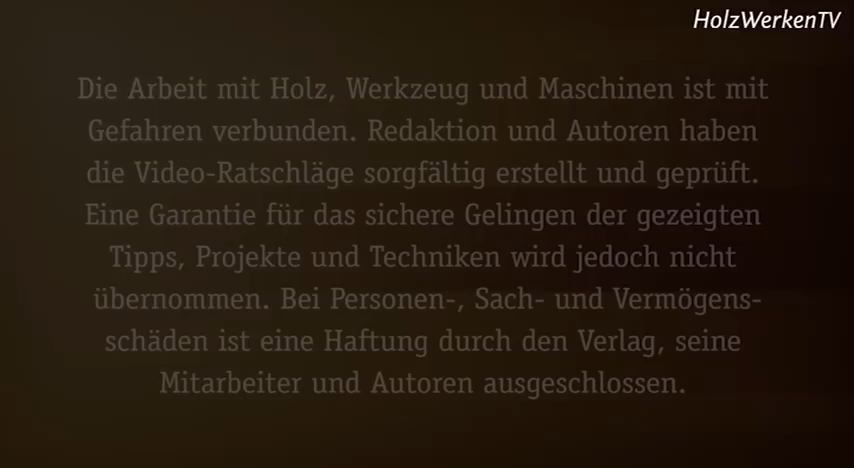 HolzWerkenTV
Die Arbeit mit Holz, Werkzeug und Maschinen ist mit
Gefahren verbunden. Redaktion und Autoren haben
die Video-Ratschläge sorgfältig erstellt und geprüft.
Eine Garantie für das sichere Gelingen der gezeigten
Tipps, Projekte und Techniken wird jedoch nicht
übernommen. Bei Personen-, Sach- und Vermögens-
schäden ist eine Haftung durch den Verlag, seine
Mitarbeiter und Autoren ausgeschlossen.